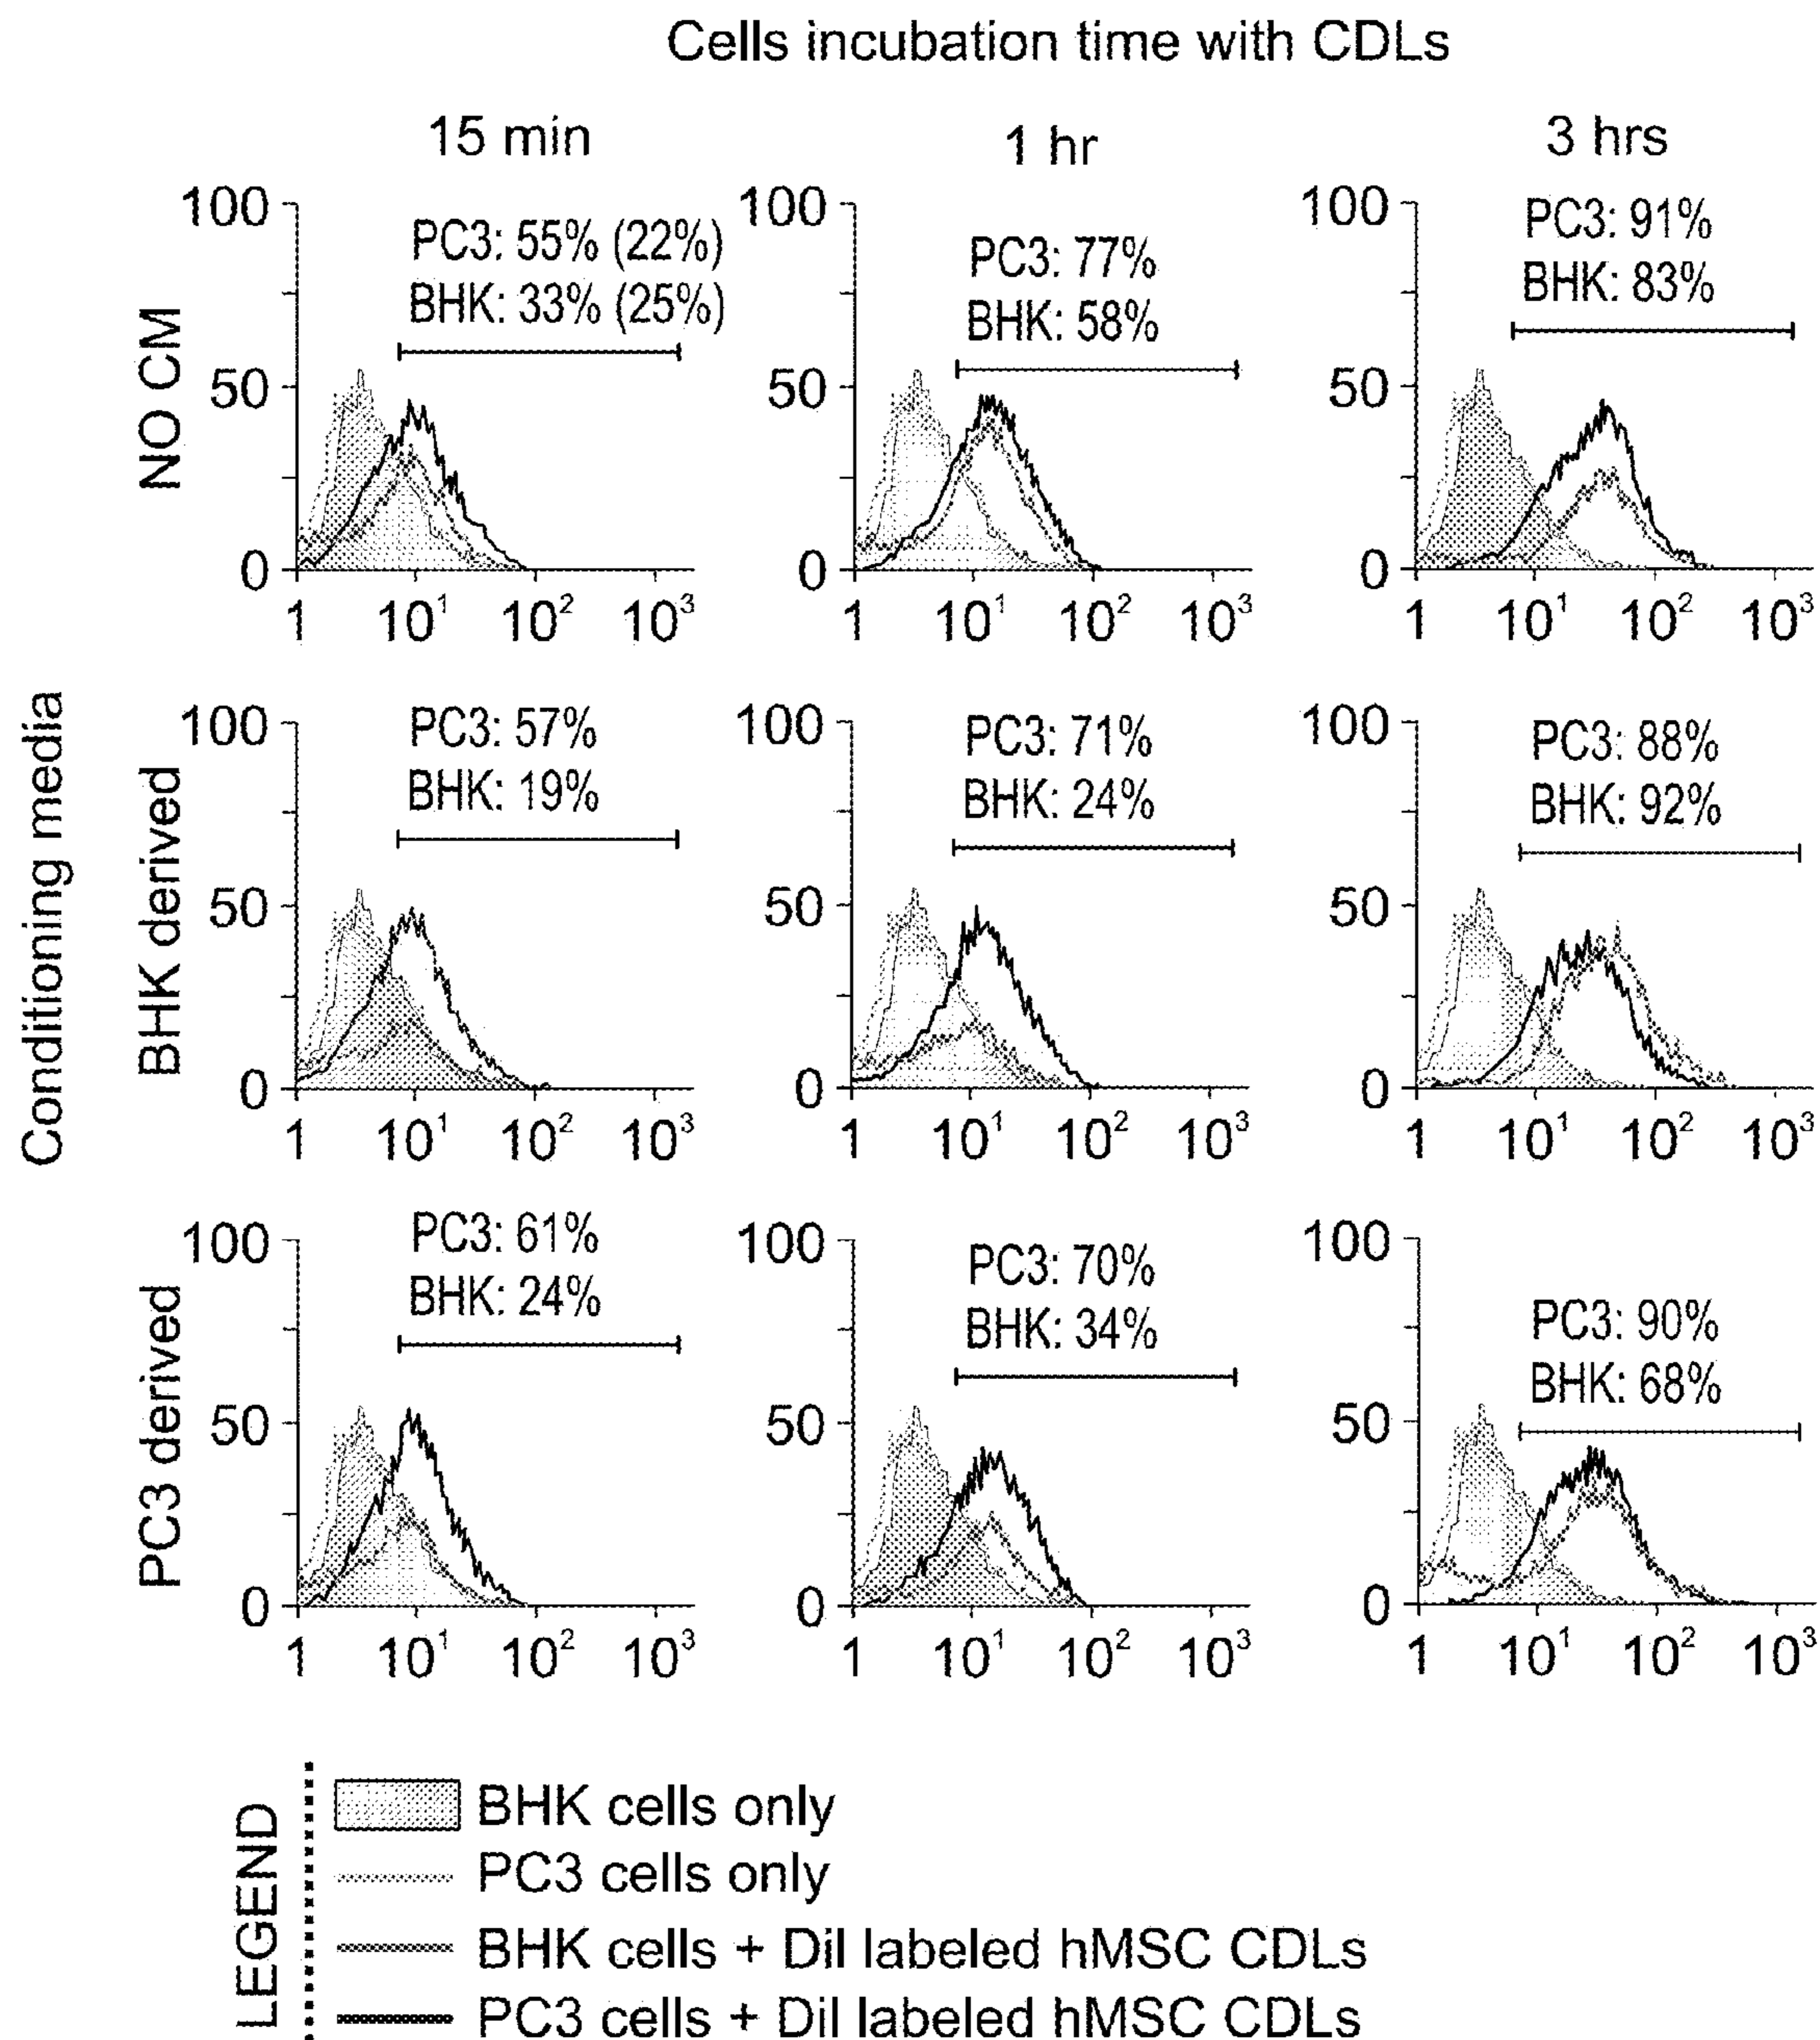 Cells incubation time with CDLs
15 min
1 hr
3 hrs
Conditioning media
NO CM
100
50
0
PC3: 55% (22%)
BHK: 33% (25%)
1 10¹ 10² 10³
100
50
0
PC3: 77%
BHK: 58%
1 10¹ 10² 10³
100
50
0
PC3: 91%
BHK: 83%
1 10¹ 10² 10³
BHK derived
100
50
0
PC3: 57%
BHK: 19%
1 10¹ 10² 10³
100
50
0
PC3: 71%
BHK: 24%
1 10¹ 10² 10³
100
50
0
PC3: 88%
BHK: 92%
1 10¹ 10² 10³
PC3 derived
100
50
0
PC3: 61%
BHK: 24%
1 10¹ 10² 10³
100
50
0
PC3: 70%
BHK: 34%
1 10¹ 10² 10³
100
50
0
PC3: 90%
BHK: 68%
1 10¹ 10² 10³
LEGEND
BHK cells only
PC3 cells only
BHK cells + Dil labeled hMSC CDLs
PC3 cells + Dil labeled hMSC CDLs